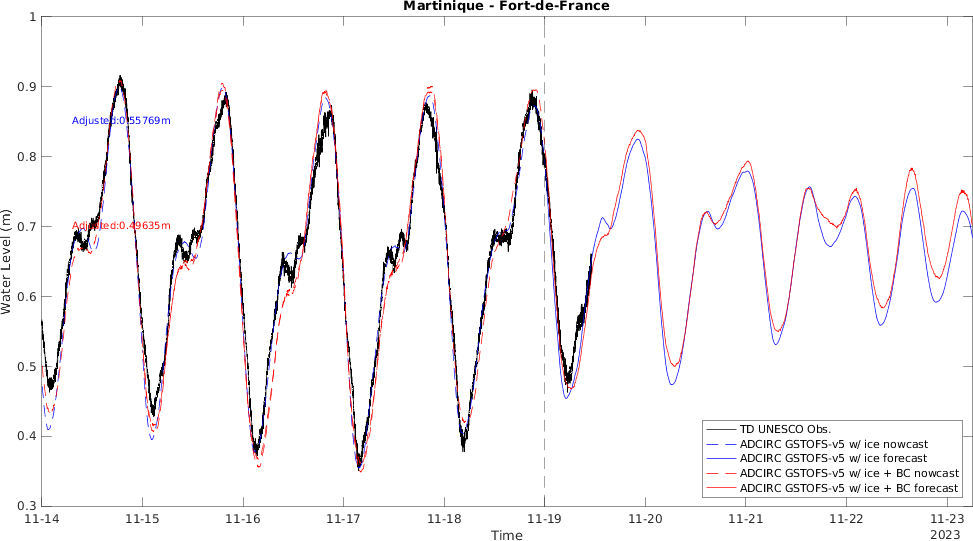 Martinique - Fort-de-France
1
0.9
0.8
0.7
0.6
0.5
0.4
0.3
Water Level (m)
Adjusted:0.55769m
Adjusted:0.49635m
TD UNESCO Obs.
ADCIRC GSTOFS-v5 w/ ice nowcast
ADCIRC GSTOFS-v5 w/ ice forecast
ADCIRC GSTOFS-v5 w/ ice + BC nowcast
ADCIRC GSTOFS-v5 w/ ice + BC forecast
11-14 11-15 11-16 11-17 11-18 11-19 11-20 11-21 11-22 11-23
Time
2023